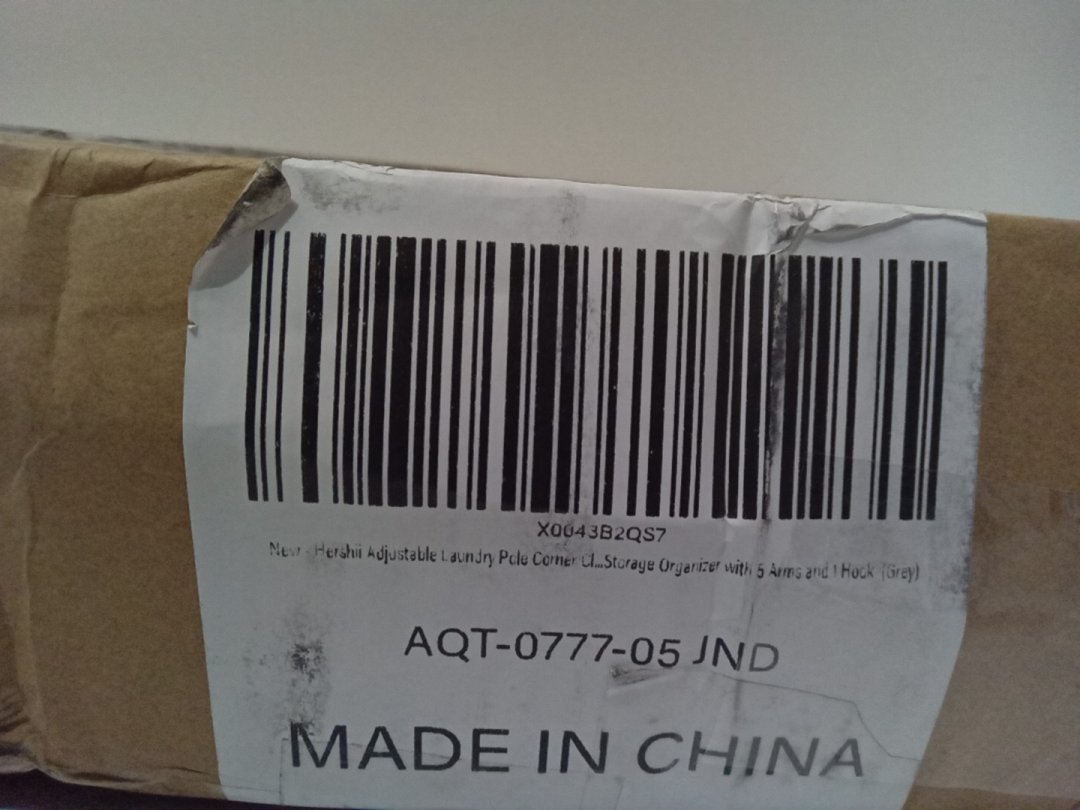 X0043B2QS7
New - Hershii Adjustable Laundry Pole Corner Cl...Storage Organizer with 5 Arms and 1 Hook (Grey)
AQT-0777-05 JND
MADE IN CHINA